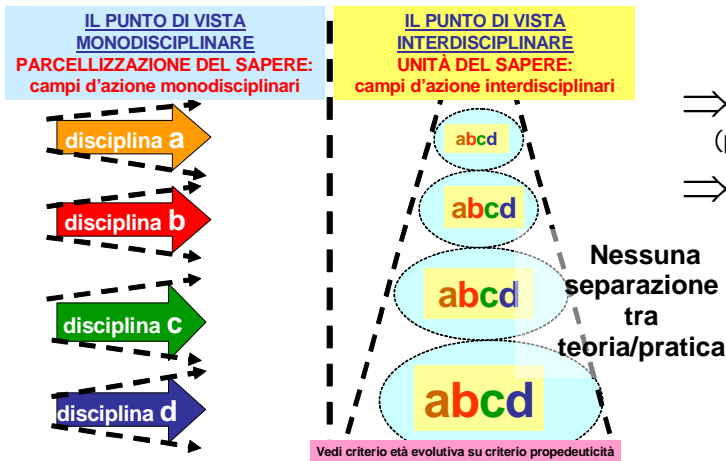 IL PUNTO DI VISTA
MONODISCIPLINARE
PARCELLIZZAZIONE DEL SAPERE:
campi d'azione monodisciplinari
disciplina a
disciplina b
disciplina c
disciplina d
IL PUNTO DI VISTA
INTERDISCIPLINARE
UNITÀ DEL SAPERE:
campi d'azione interdisciplinari
abcd
abcd
abcd
abcd
Vedi criterio età evolutiva su criterio propedeuticità
⇒
(p
⇒
Nessuna
separazione
tra
teoria/pratica